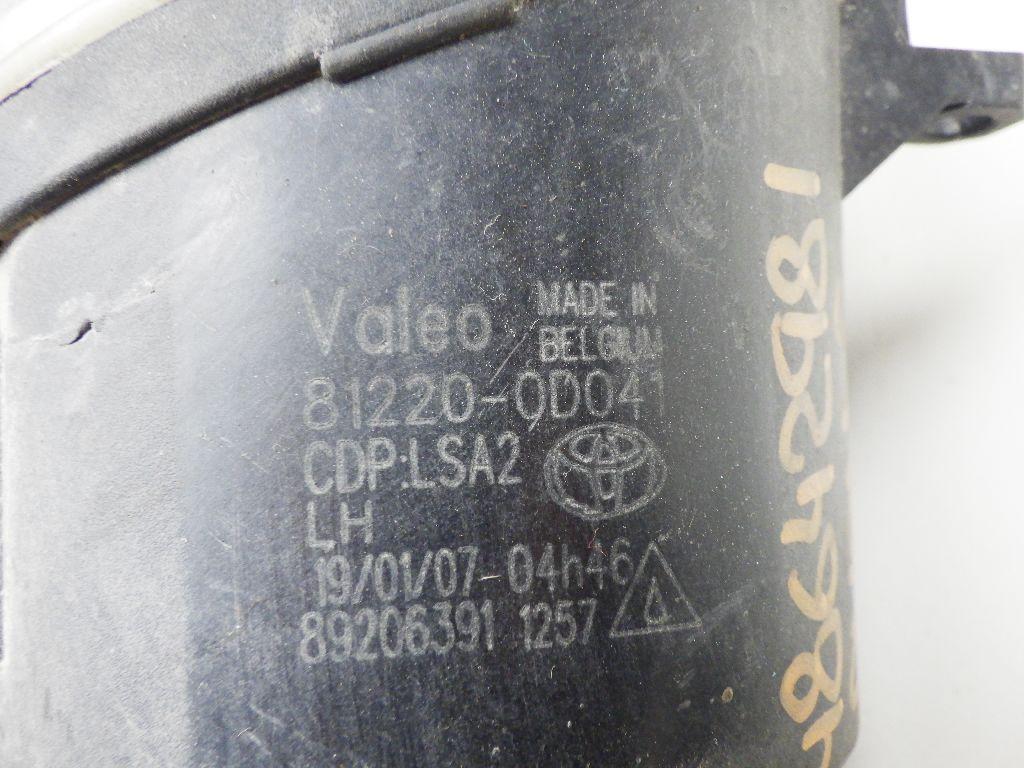 Valeo MADE IN
BELGIUM
81220-0D041
CDP:LSA2
LH
19/01/07 04h46
89206391 1257